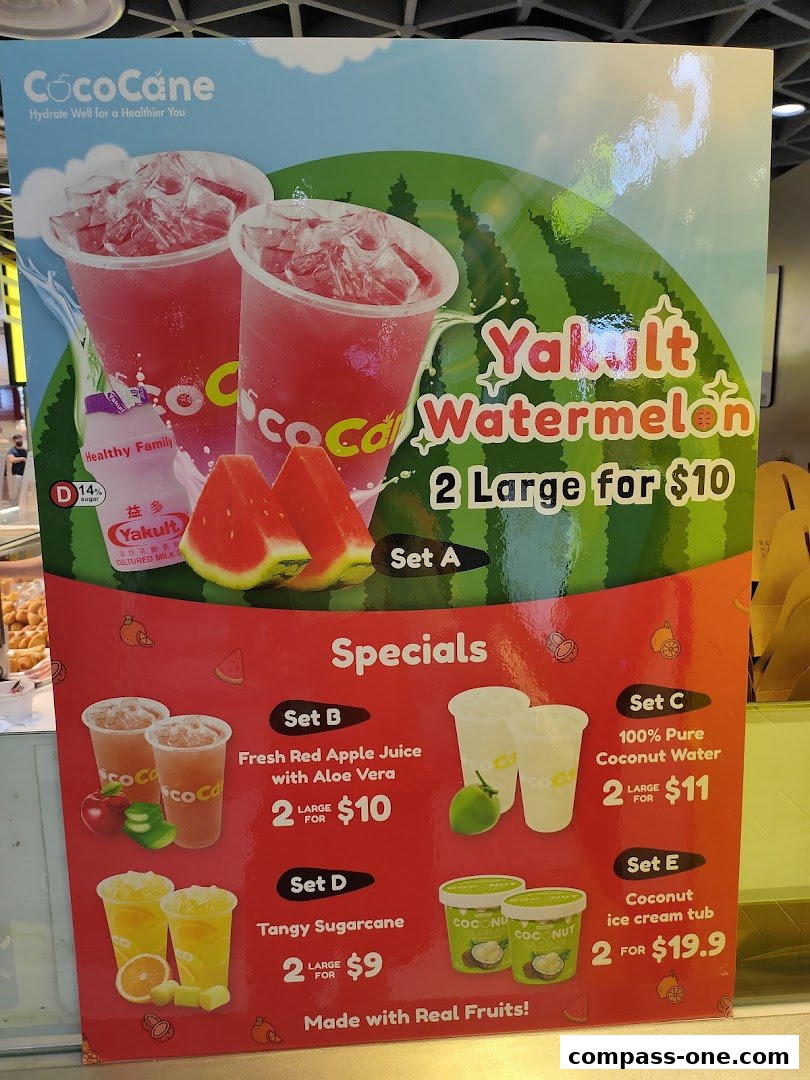 CocoCane
Hydrate Well for a Healthier You
Yakult
Watermelon
2 Large for $10
Healthy Family
D 14% sugar
益多
Yakult
CULTURED MILK
Set A
Specials
Set B
Fresh Red Apple Juice
with Aloe Vera
2 LARGE FOR $10
Set C
100% Pure
Coconut Water
2 LARGE FOR $11
Set D
Tangy Sugarcane
2 LARGE FOR $9
Set E
Coconut
ice cream tub
2 FOR $19.9
COCONUT
COCONUT
Made with Real Fruits!
compass-one.com